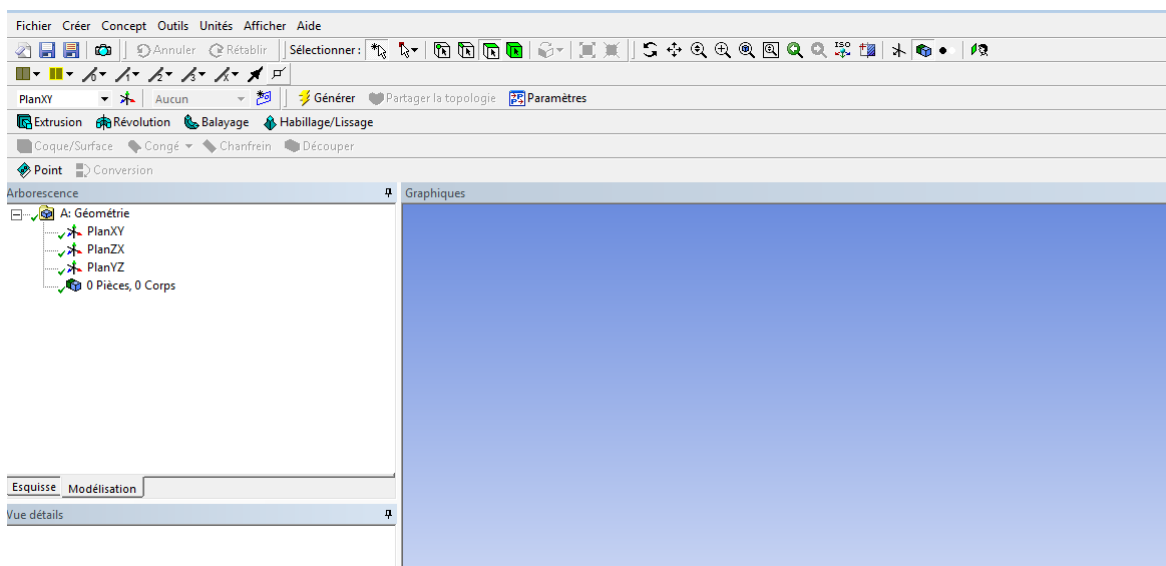 Fichier Créer Concept Outils Unités Afficher Aide
Annuler Rétablir Sélectionner: ISO
PlanXY Aucun Générer Partager la topologie Paramètres
Extrusion Révolution Balayage Habillage/Lissage
Coque/Surface Congé Chanfrein Découper
Point Conversion
Arborescence Graphiques
A: Géométrie
PlanXY
PlanZX
PlanYZ
0 Pièces, 0 Corps
Esquisse Modélisation
Vue détails